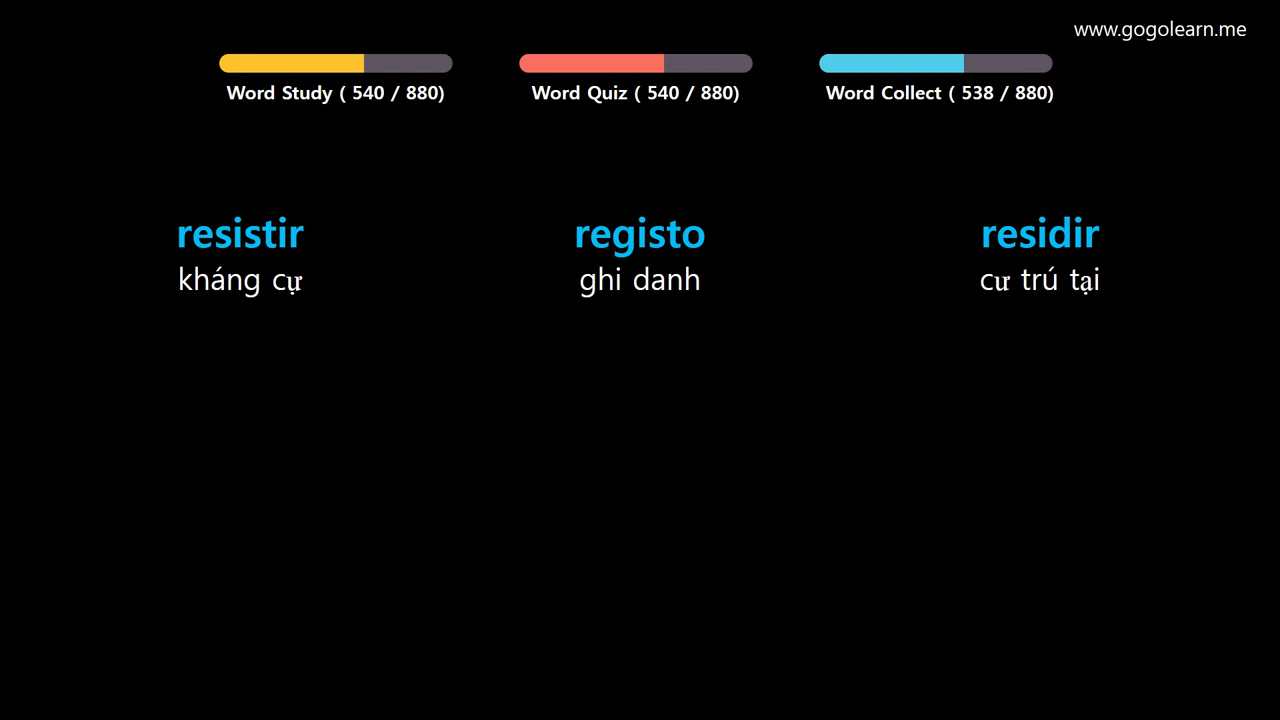 www.gogolearn.me
Word Study ( 540 / 880)
Word Quiz ( 540 / 880)
Word Collect ( 538 / 880)
resistir
kháng cự
registo
ghi danh
residir
cư trú tại